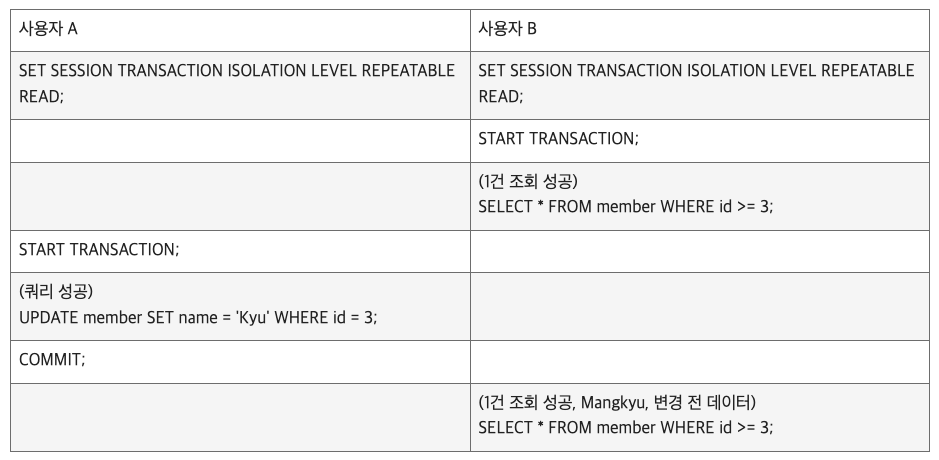 사용자 A
사용자 B
SET SESSION TRANSACTION ISOLATION LEVEL REPEATABLE
READ;
SET SESSION TRANSACTION ISOLATION LEVEL REPEATABLE
READ;
START TRANSACTION;
(1건 조회 성공)
SELECT * FROM member WHERE id >= 3;
START TRANSACTION;
(쿼리 성공)
UPDATE member SET name = 'Kyu' WHERE id = 3;
COMMIT;
(1건 조회 성공, Mangkyu, 변경 전 데이터)
SELECT * FROM member WHERE id >= 3;